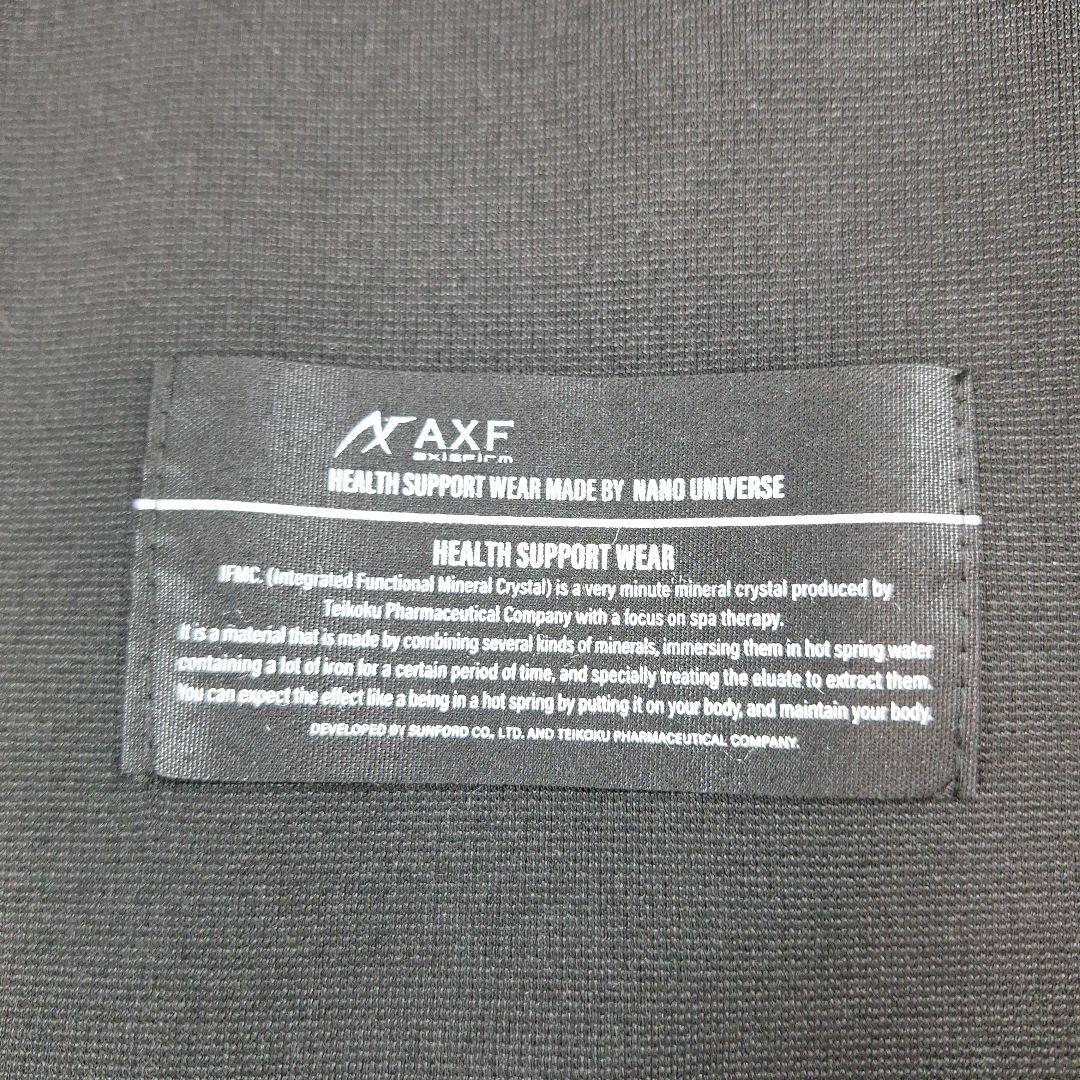 AXF
axisfirm
HEALTH SUPPORT WEAR MADE BY NANO UNIVERSE
HEALTH SUPPORT WEAR
IFMC. (Integrated Functional Mineral Crystal) is a very minute mineral crystal produced by
Teikoku Pharmaceutical Company with a focus on spa therapy.
It is a material that is made by combining several kinds of minerals, immersing them in hot spring water
containing a lot of iron for a certain period of time, and specially treating the eluate to extract them.
You can expect the effect like a being in a hot spring by putting it on your body, and maintain your body.
DEVELOPED BY SUNFORD CO., LTD. AND TEIKOKU PHARMACEUTICAL COMPANY.